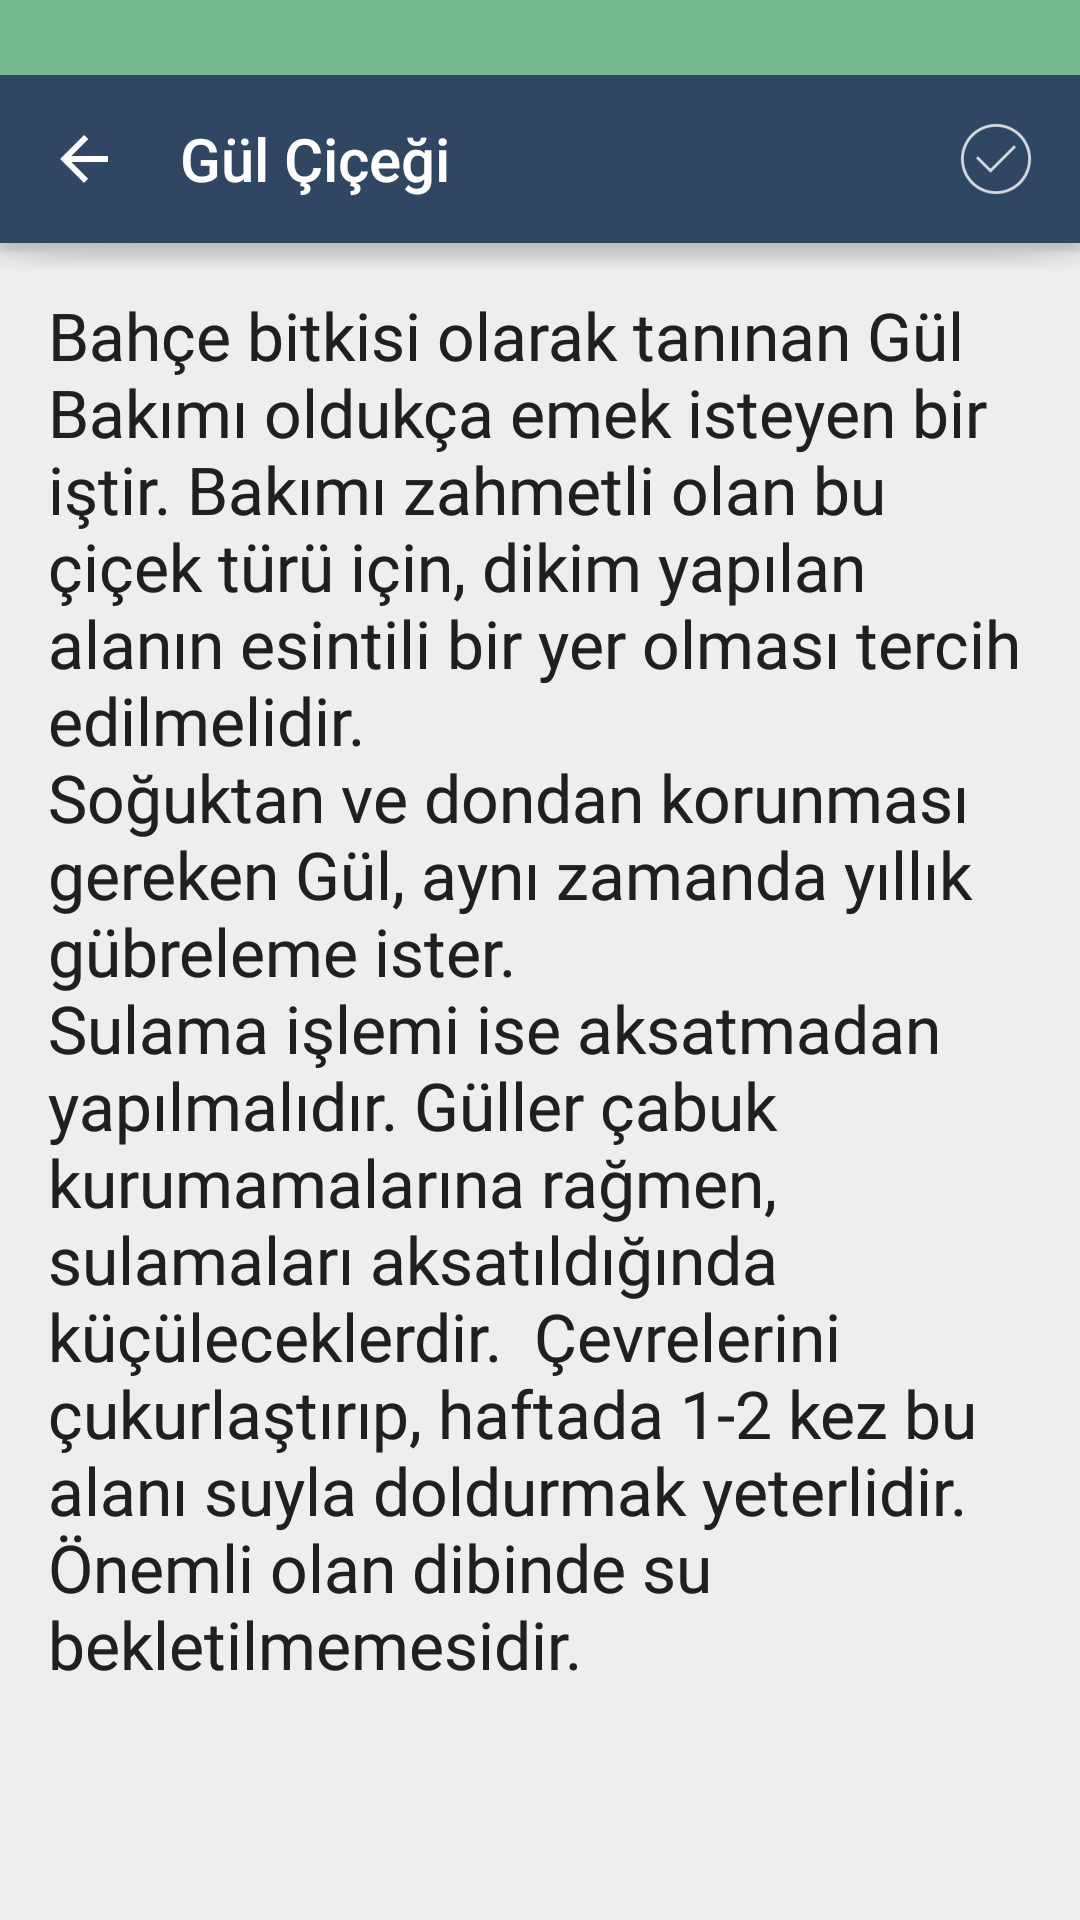 Gül Çiçeği
Bahçe bitkisi olarak tanınan Gül
Bakımı oldukça emek isteyen bir
iştir. Bakımı zahmetli olan bu
çiçek türü için, dikim yapılan
alanın esintili bir yer olması tercih
edilmelidir.
Soğuktan ve dondan korunması
gereken Gül, aynı zamanda yıllık
gübreleme ister.
Sulama işlemi ise aksatmadan
yapılmalıdır. Güller çabuk
kurumamalarına rağmen,
sulamaları aksatıldığında
küçüleceklerdir.  Çevrelerini
çukurlaştırıp, haftada 1-2 kez bu
alanı suyla doldurmak yeterlidir.
Önemli olan dibinde su
bekletilmemesidir.